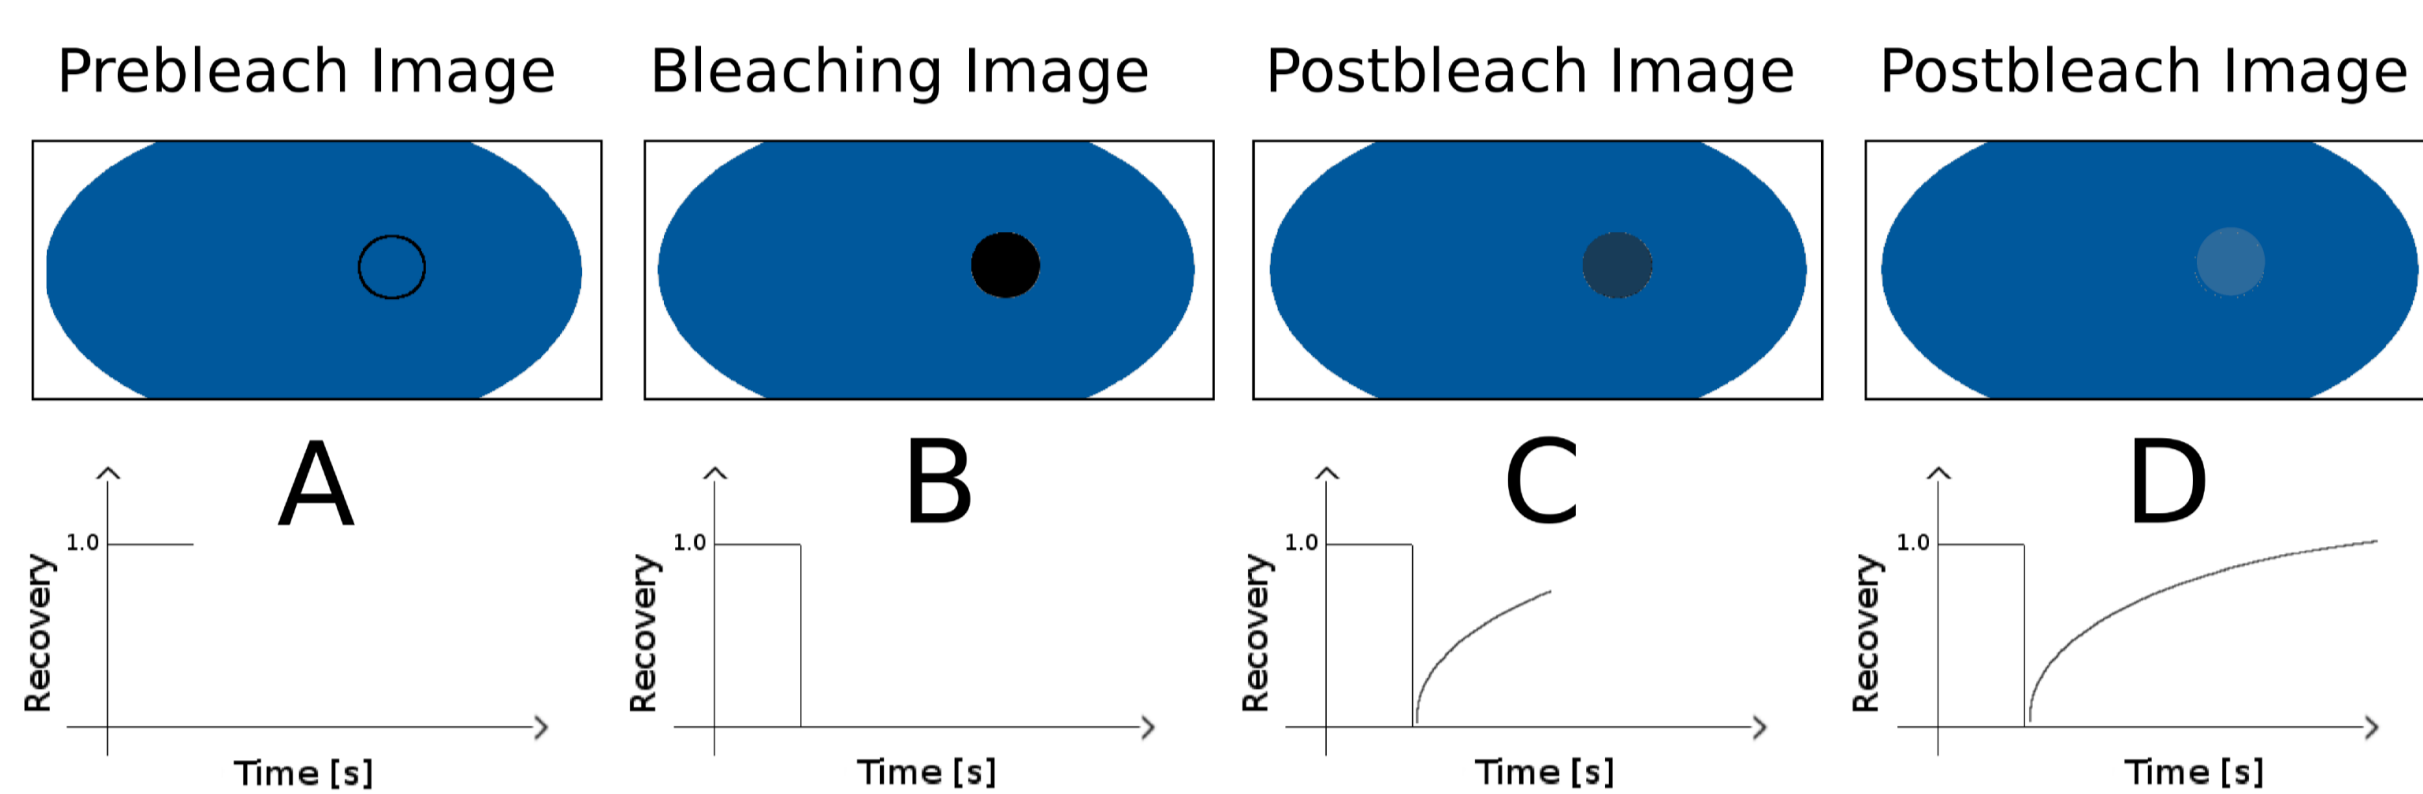 Prebleach Image
Bleaching Image
Postbleach Image
Postbleach Image
A
B
C
D
1.0
1.0
1.0
1.0
Recovery
Recovery
Recovery
Recovery
Time [s]
Time [s]
Time [s]
Time [s]